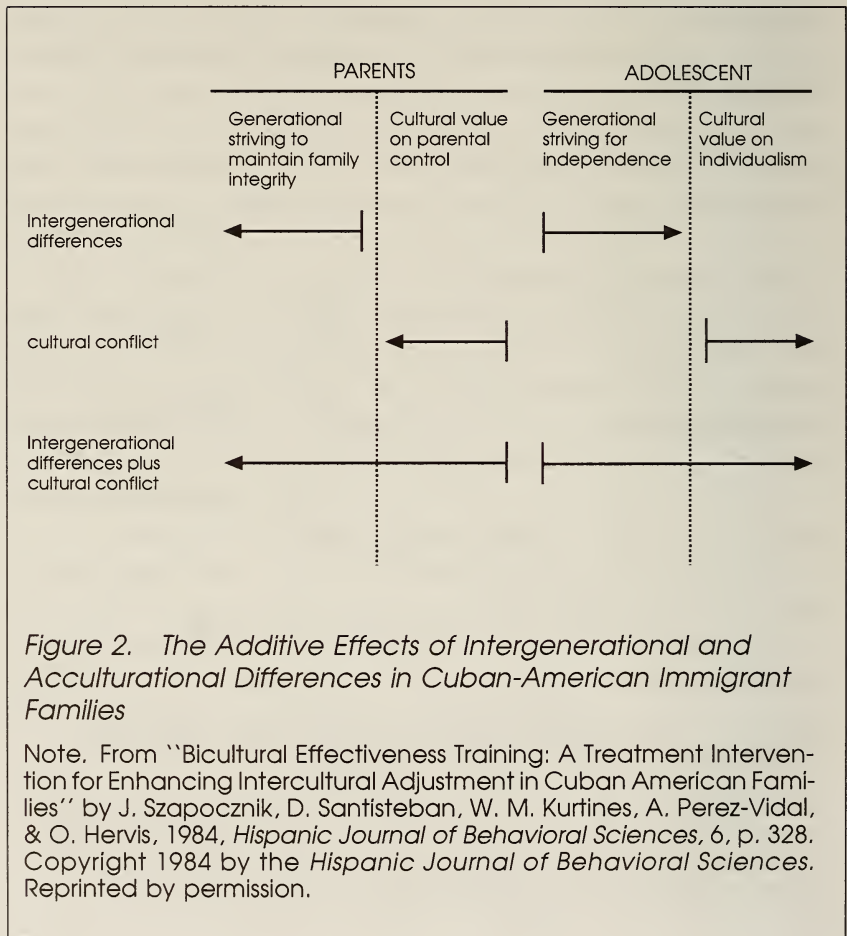 PARENTS
ADOLESCENT
Generational
striving to
maintain family
integrity
Cultural value
on parental
control
Generational
striving for
independence
Cultural
value on
individualism
Intergenerational
differences
cultural conflict
Intergenerational
differences plus
cultural conflict
Figure 2. The Additive Effects of Intergenerational and
Acculturational Differences in Cuban-American Immigrant
Families
Note. From ``Bicultural Effectiveness Training: A Treatment Interven-
tion for Enhancing Intercultural Adjustment in Cuban American Fami-
lies'' by J. Szapocznik, D. Santisteban, W. M. Kurtines, A. Perez-Vidal,
& O. Hervis, 1984, Hispanic Journal of Behavioral Sciences, 6, p. 328.
Copyright 1984 by the Hispanic Journal of Behavioral Sciences.
Reprinted by permission.